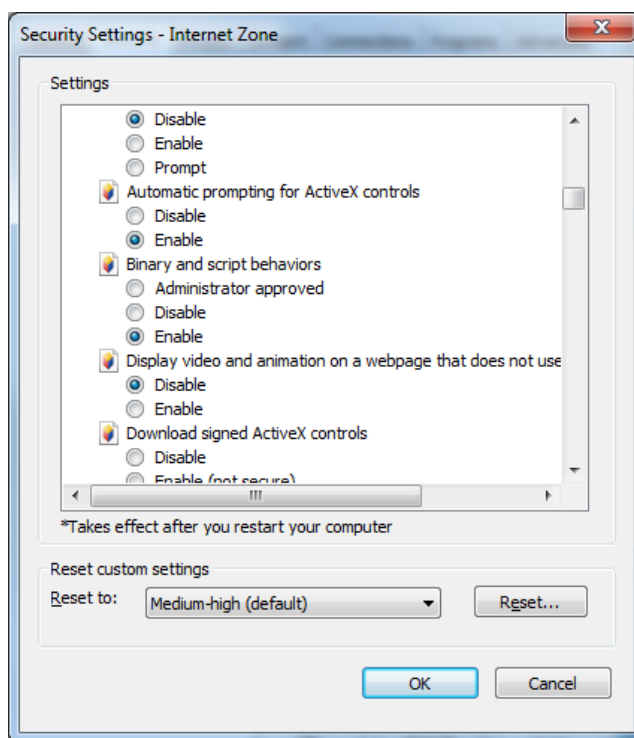 Security Settings - Internet Zone
Settings
Disable
Enable
Prompt
Automatic prompting for ActiveX controls
Disable
Enable
Binary and script behaviors
Administrator approved
Disable
Enable
Display video and animation on a webpage that does not use
Disable
Enable
Download signed ActiveX controls
Disable
Enable (not secure)
*Takes effect after you restart your computer
Reset custom settings
Reset to: Medium-high (default) Reset...
OK Cancel